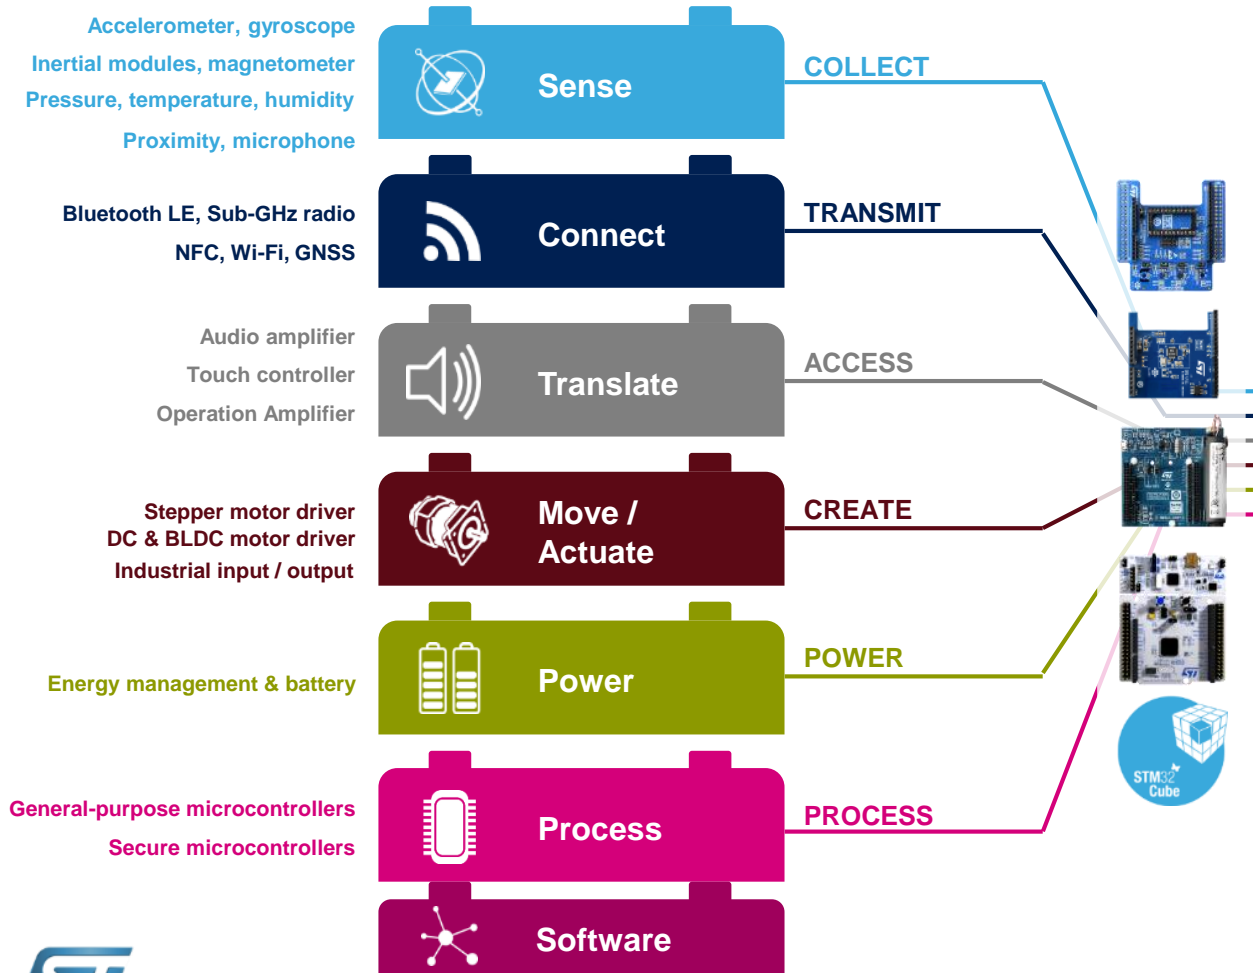 Accelerometer, gyroscope
Inertial modules, magnetometer
Pressure, temperature, humidity
Proximity, microphone
Sense
COLLECT
Bluetooth LE, Sub-GHz radio
NFC, Wi-Fi, GNSS
Connect
TRANSMIT
Audio amplifier
Touch controller
Operation Amplifier
Translate
ACCESS
Stepper motor driver
DC & BLDC motor driver
Industrial input / output
Move /
Actuate
CREATE
Energy management & battery
Power
POWER
General-purpose microcontrollers
Secure microcontrollers
Process
PROCESS
Software
STM32
Cube